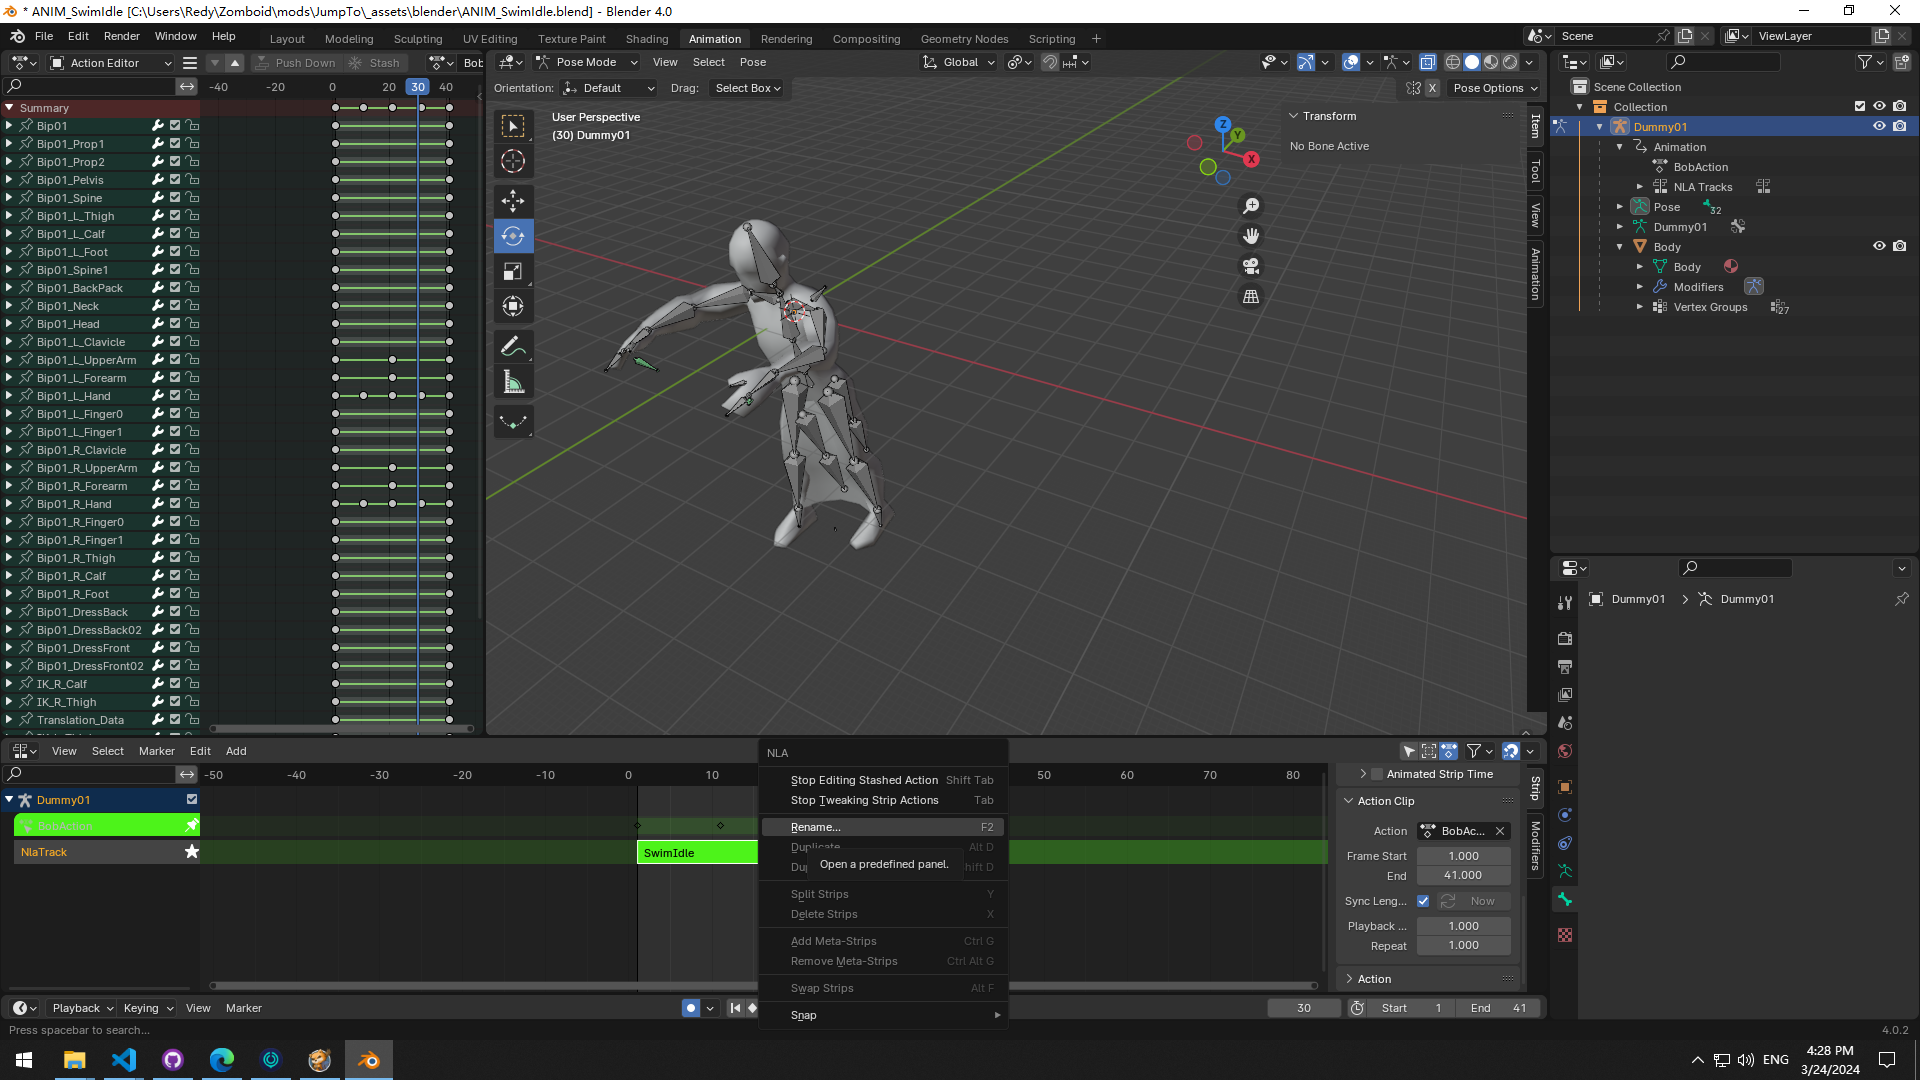 * ANIM_SwimIdle [C:\Users\Redy\Zomboid\mods\JumpTo\_assets\blender\ANIM_SwimIdle.blend] - Blender 4.0
File Edit Render Window Help
Layout Modeling Sculpting UV Editing Texture Paint Shading Animation Rendering Compositing Geometry Nodes Scripting +
Scene
ViewLayer
Action Editor
Push Down
Stash
Bob
-40 -20 0 20 30 40
Summary
Bip01
Bip01_Prop1
Bip01_Prop2
Bip01_Pelvis
Bip01_Spine
Bip01_L_Thigh
Bip01_L_Calf
Bip01_L_Foot
Bip01_Spine1
Bip01_BackPack
Bip01_Neck
Bip01_Head
Bip01_L_Clavicle
Bip01_L_UpperArm
Bip01_L_Forearm
Bip01_L_Hand
Bip01_L_Finger0
Bip01_L_Finger1
Bip01_R_Clavicle
Bip01_R_UpperArm
Bip01_R_Forearm
Bip01_R_Hand
Bip01_R_Finger0
Bip01_R_Finger1
Bip01_R_Thigh
Bip01_R_Calf
Bip01_R_Foot
Bip01_DressBack
Bip01_DressBack02
Bip01_DressFront
Bip01_DressFront02
IK_R_Calf
IK_R_Thigh
Translation_Data
Pose Mode View Select Pose
Global
Orientation: Default Drag: Select Box
X Pose Options
User Perspective
(30) Dummy01
Z
Y
X
Transform
No Bone Active
Item
Tool
View
Animation
Scene Collection
Collection
Dummy01
Animation
BobAction
NLA Tracks
Pose 32
Dummy01
Body
Body
Modifiers
Vertex Groups 27
Dummy01 > Dummy01
View Select Marker Edit Add
-50 -40 -30 -20 -10 0 10 50 60 70 80
Dummy01
BobAction
NlaTrack
SwimIdle
NLA
Stop Editing Stashed Action Shift Tab
Stop Tweaking Strip Actions Tab
Rename... F2
Duplicate Alt D
Open a predefined panel.
Split Strips Y
Delete Strips X
Add Meta-Strips Ctrl G
Remove Meta-Strips Ctrl Alt G
Swap Strips Alt F
Snap
Animated Strip Time
Action Clip
Action BobAc...
Frame Start 1.000
End 41.000
Sync Leng... Now
Playback ... 1.000
Repeat 1.000
Action
Strip
Modifiers
Playback Keying View Marker
30
Start 1
End 41
Press spacebar to search...
4.0.2
ENG
4:28 PM
3/24/2024